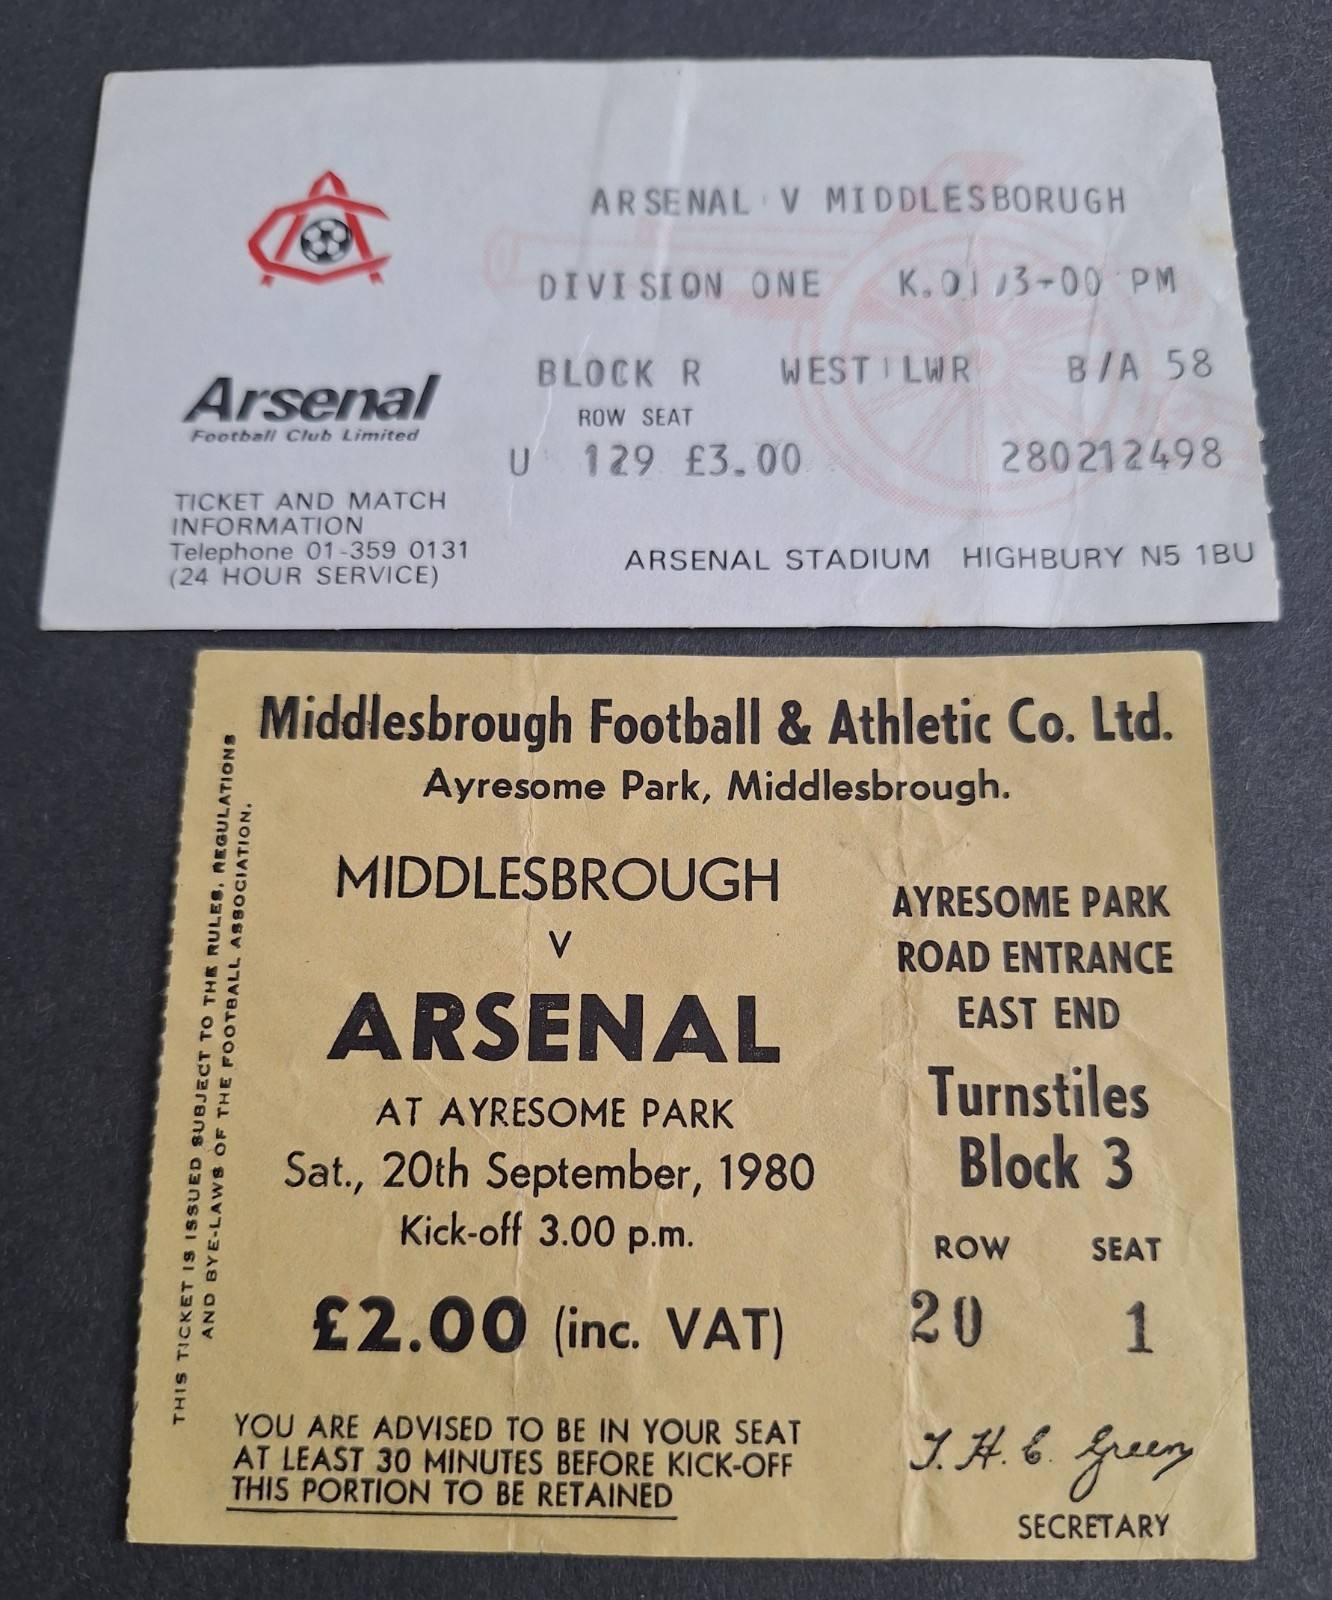 ARSENAL V MIDDLESBORUGH
DIVISION ONE K.O. 3-00 PM
BLOCK R WEST LWR B/A 58
ROW SEAT
U 129 £3.00 280212498
Arsenal
Football Club Limited
TICKET AND MATCH
INFORMATION
Telephone 01-359 0131
(24 HOUR SERVICE)
ARSENAL STADIUM HIGHBURY N5 1BU
Middlesbrough Football & Athletic Co. Ltd.
Ayresome Park, Middlesbrough.
MIDDLESBROUGH
V
ARSENAL
AT AYRESOME PARK
Sat., 20th September, 1980
Kick-off 3.00 p.m.
£2.00 (inc. VAT)
YOU ARE ADVISED TO BE IN YOUR SEAT
AT LEAST 30 MINUTES BEFORE KICK-OFF
THIS PORTION TO BE RETAINED
THIS TICKET IS ISSUED SUBJECT TO THE RULES, REGULATIONS
AND BYE-LAWS OF THE FOOTBALL ASSOCIATION.
AYRESOME PARK
ROAD ENTRANCE
EAST END
Turnstiles
Block 3
ROW SEAT
20 1
T. H. C. Green
SECRETARY